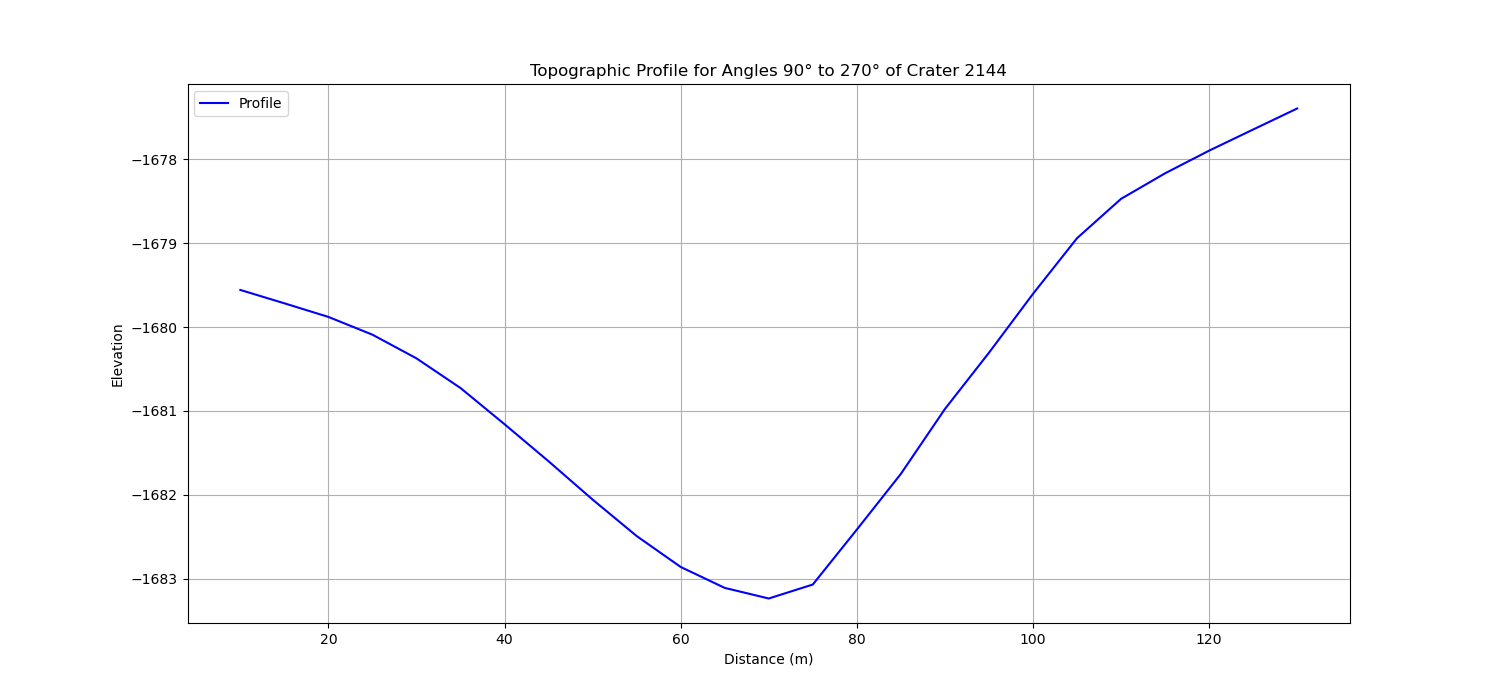 Topographic Profile for Angles 90° to 270° of Crater 2144
Profile
−1678
−1679
−1680
−1681
−1682
−1683
Elevation
20 40 60 80 100 120
Distance (m)